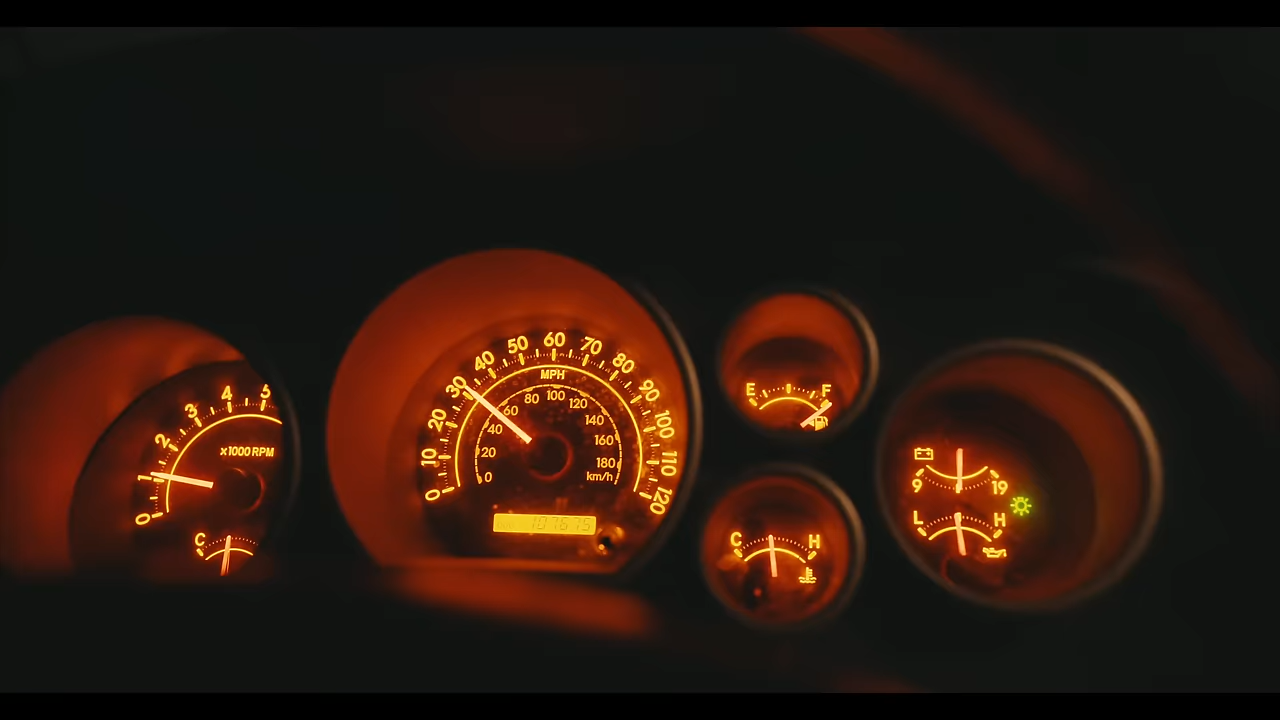 0 1 2 3 4 5
x1000 RPM
C
0 10 20 30 40 50 60 70 80 90 100 110 120
MPH
0 20 40 60 80 100 120 140 160 180
km/h
107675
E F
C H
9 19
L H